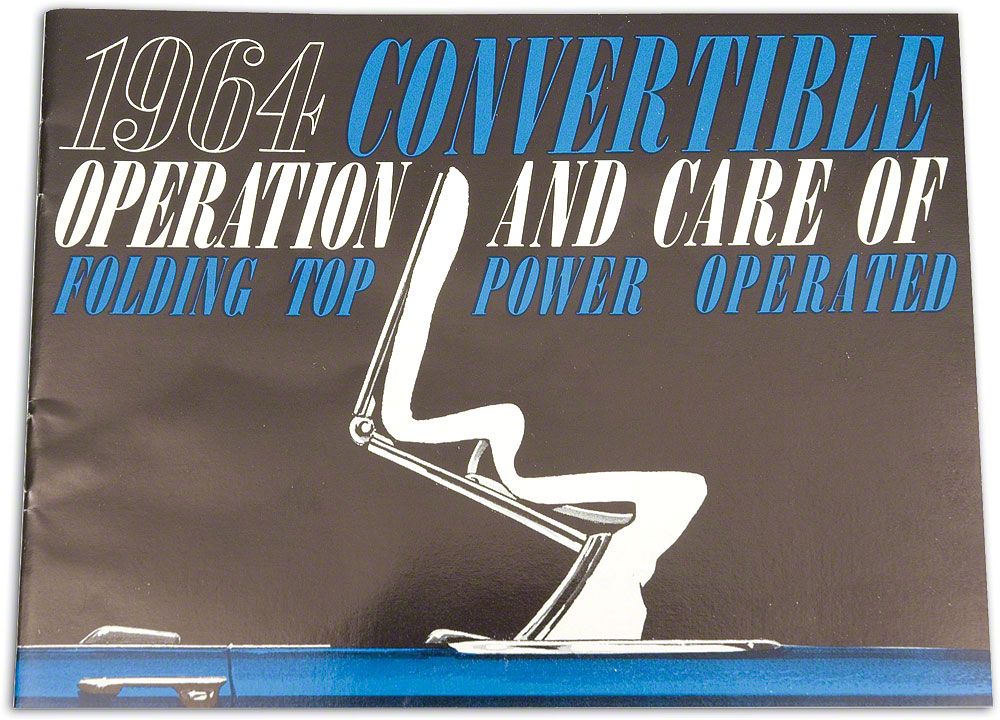 1964 CONVERTIBLE
OPERATION AND CARE OF
FOLDING TOP POWER OPERATED